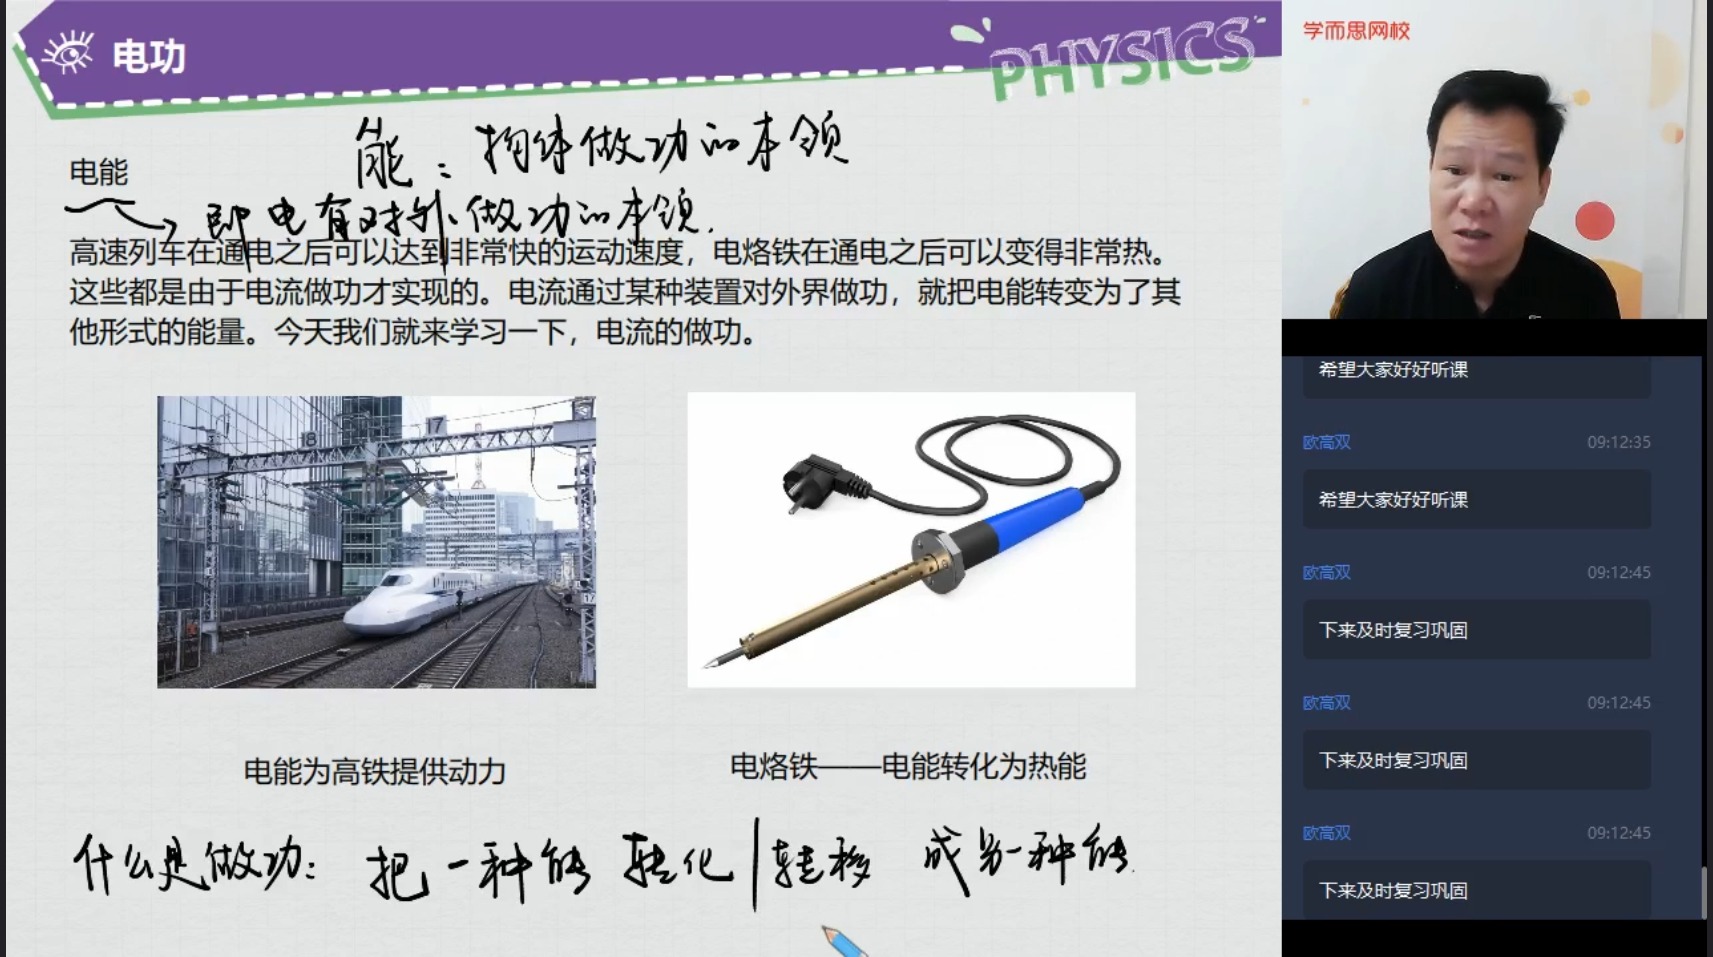 电功
PHYSICS
能：物体做功的本领
电能
即电有对外做功的本领.
高速列车在通电之后可以达到非常快的运动速度，电烙铁在通电之后可以变得非常热。
这些都是由于电流做功才实现的。电流通过某种装置对外界做功，就把电能转变为了其
他形式的能量。今天我们就来学习一下，电流的做功。
18
17
17
电能为高铁提供动力
电烙铁——电能转化为热能
什么是做功：把一种能 转化|转移 成另一种能.
学而思网校
希望大家好好听课
欧高双 09:12:35
希望大家好好听课
欧高双 09:12:45
下来及时复习巩固
欧高双 09:12:45
下来及时复习巩固
欧高双 09:12:45
下来及时复习巩固